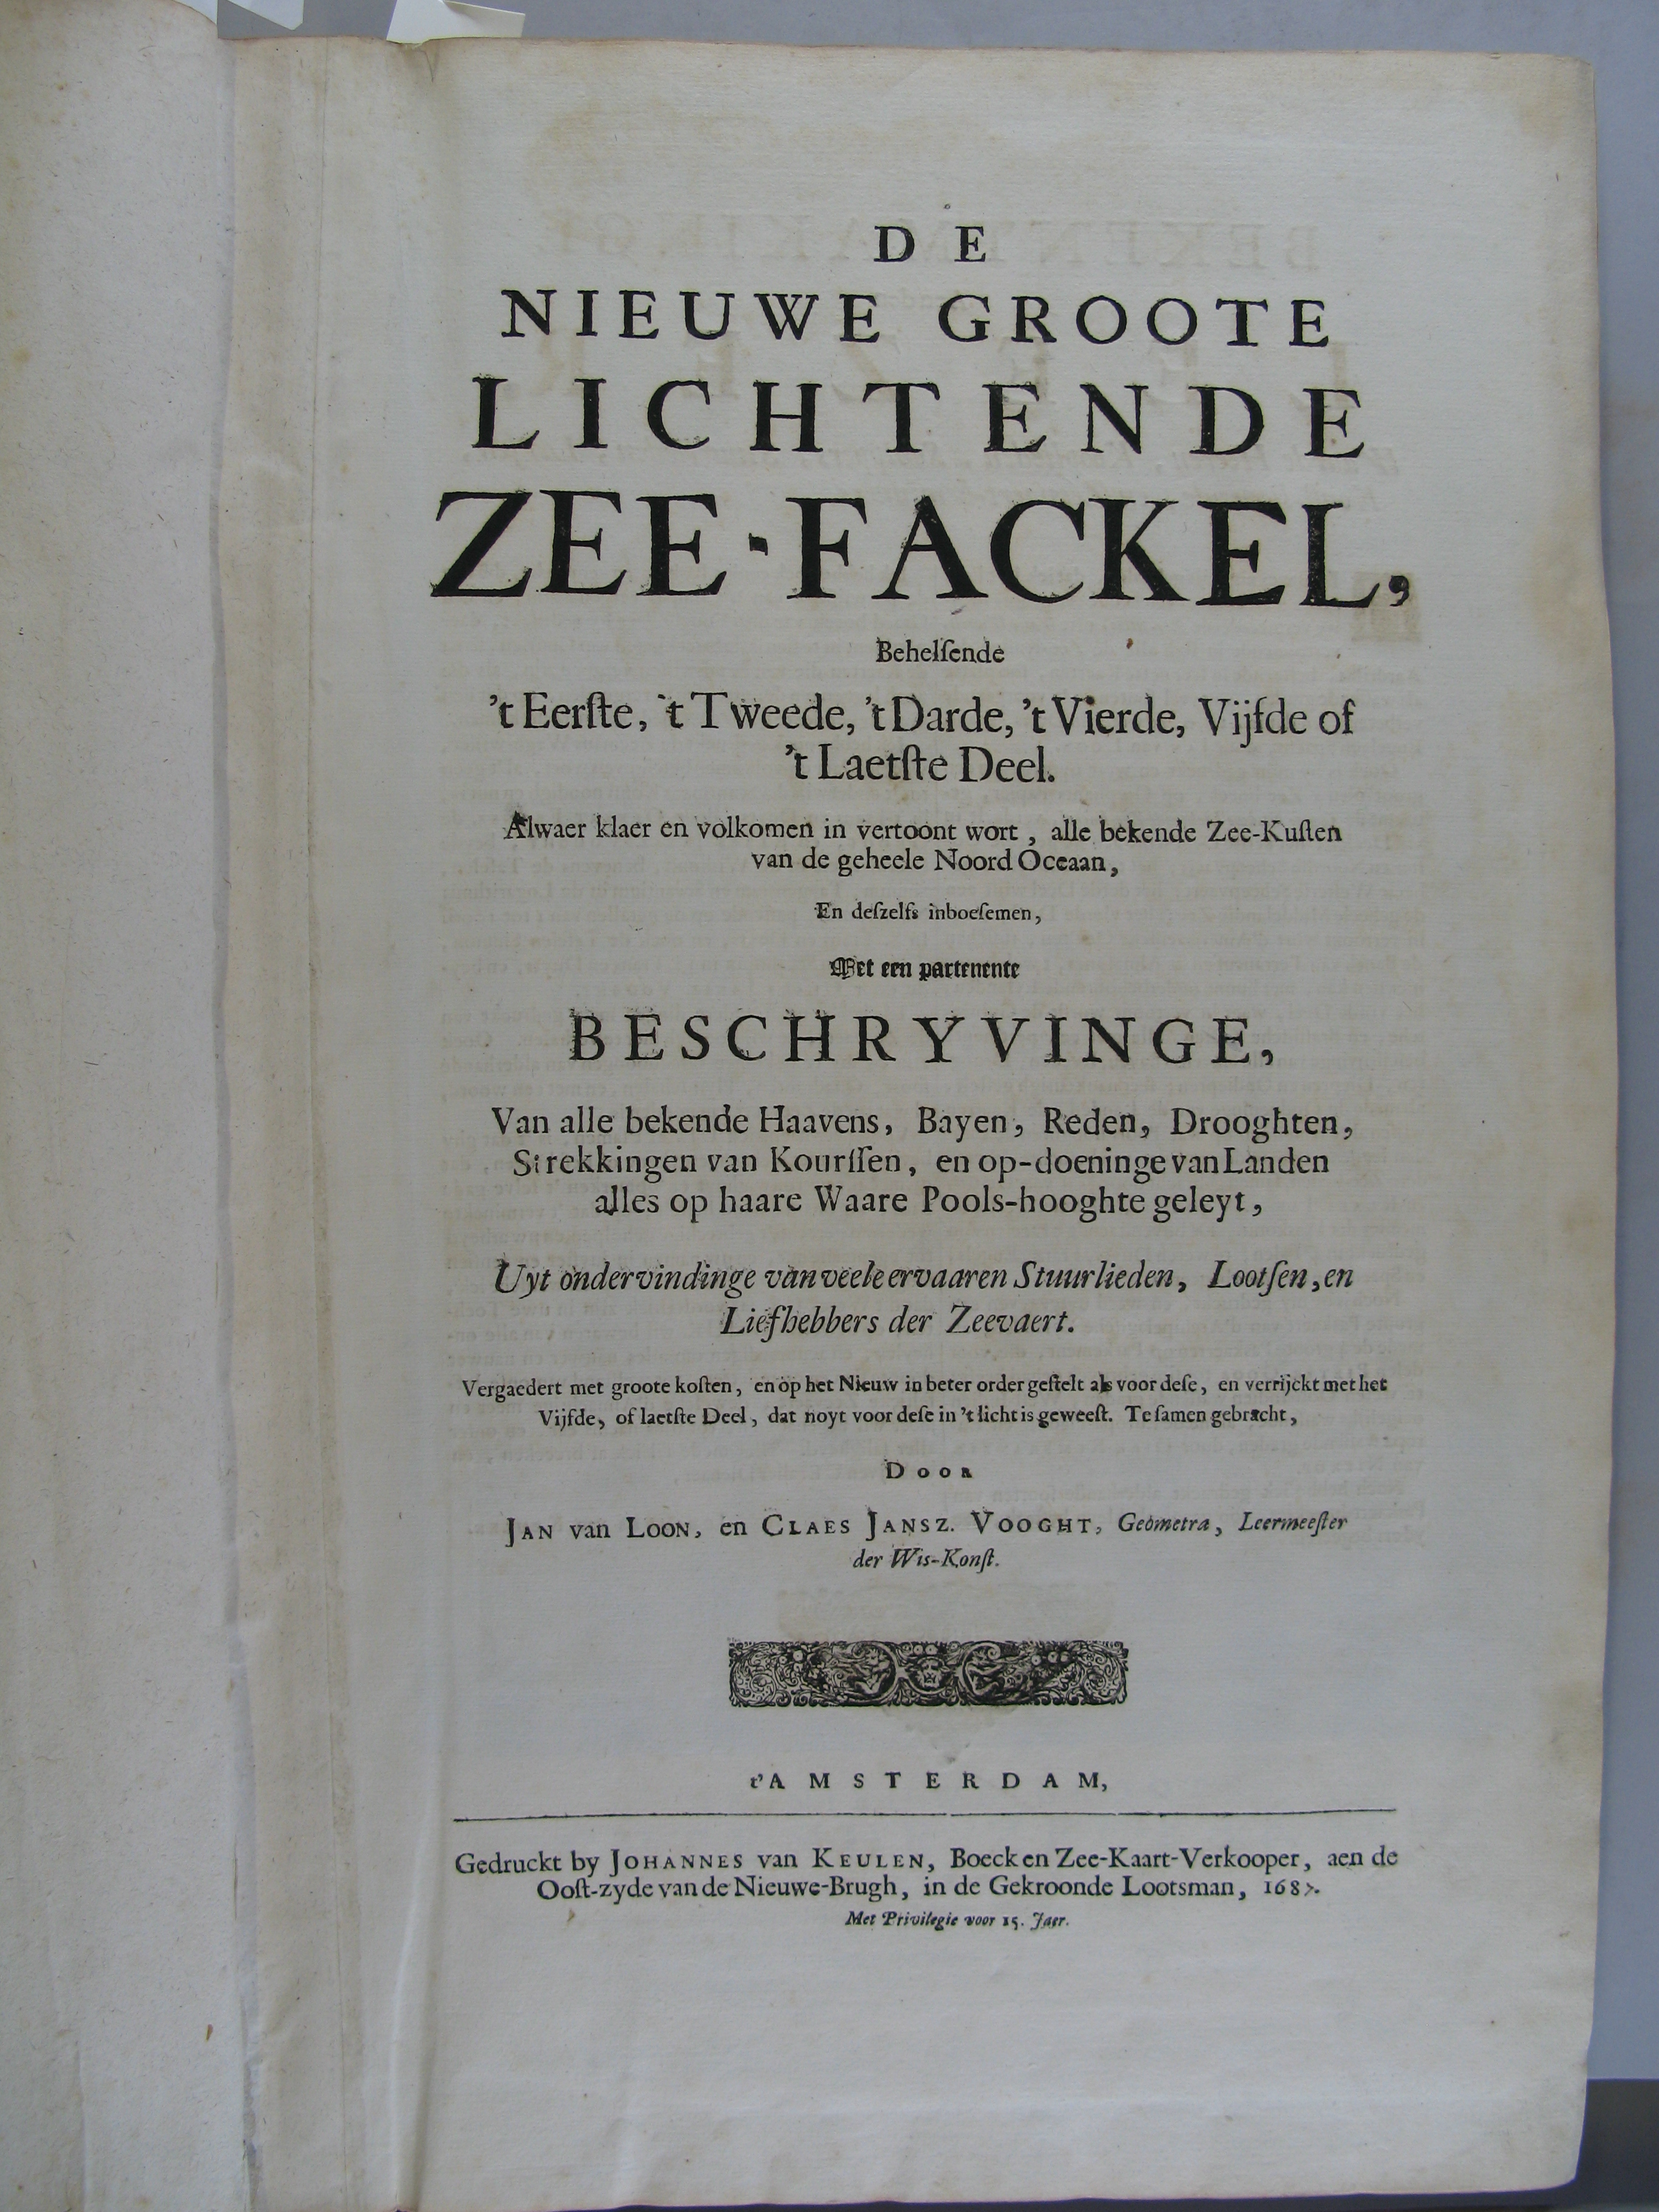 DE
NIEUWE GROOTE
LICHTENDE
ZEE-FACKEL,
Behelſende
't Eerſte, 't Tweede, 't Darde, 't Vierde, Vijfde of
't Laetſte Deel.
Alwaer klaer en volkomen in vertoont wort, alle bekende Zee-Kuſten
van de geheele Noord Oceaan,
En deſzelfs inboeſemen,
Met een partenente
BESCHRYVINGE,
Van alle bekende Haavens, Bayen, Reden, Drooghten,
Strekkingen van Kourſſen, en op-doeninge van Landen
alles op haare Waare Pools-hooghte geleyt,
Uyt ondervindinge van veele ervaaren Stuurlieden, Lootſen, en
Liefhebbers der Zeevaert.
Vergaedert met groote koſten, en op het Nieuw in beter order geſtelt als voor deſe, en verrijckt met het
Vijfde, of laetſte Deel, dat noyt voor deſe in 't licht is geweeſt. Te ſamen gebracht,
DOOR
JAN van LOON, en CLAES JANSZ. VOOGHT, Geometra, Leermeeſter
der Wis-Konſt.
t'AMSTERDAM,
Gedruckt by JOHANNES van KEULEN, Boeck en Zee-Kaart-Verkooper, aen de
Ooſt-zyde van de Nieuwe-Brugh, in de Gekroonde Lootsman, 1687.
Met Privilegie voor 15. Jaer.